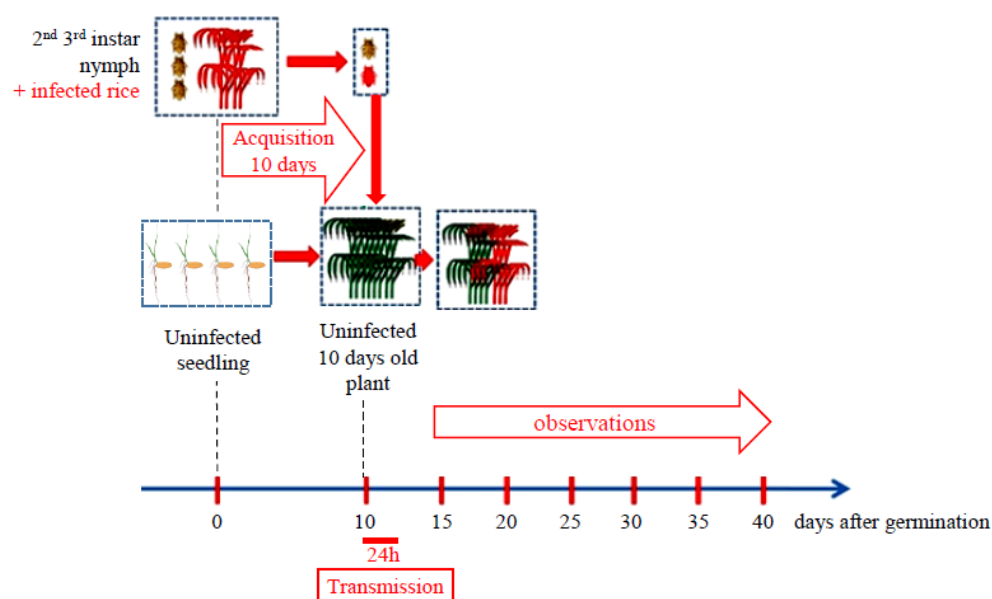 2nd 3rd instar
nymph
+ infected rice
Acquisition
10 days
Uninfected
seedling
Uninfected
10 days old
plant
observations
0 10 15 20 25 30 35 40 days after germination
24h
Transmission